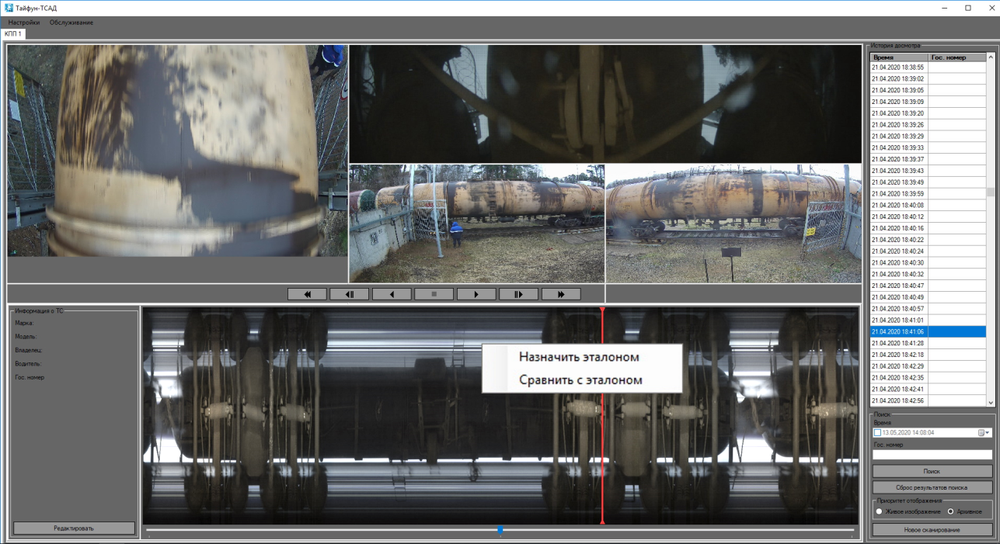 Тайфун-ТСАД
Настройки Обслуживание
КПП 1
Информация о ТС
Марка:
Модель:
Владелец:
Водитель:
Гос. номер
Редактировать
Назначить эталоном
Сравнить с эталоном
История досмотра
Время Гос. номер
21.04.2020 18:38:55
21.04.2020 18:39:02
21.04.2020 18:39:05
21.04.2020 18:39:09
21.04.2020 18:39:20
21.04.2020 18:39:26
21.04.2020 18:39:29
21.04.2020 18:39:33
21.04.2020 18:39:37
21.04.2020 18:39:43
21.04.2020 18:39:49
21.04.2020 18:39:59
21.04.2020 18:40:08
21.04.2020 18:40:12
21.04.2020 18:40:16
21.04.2020 18:40:22
21.04.2020 18:40:24
21.04.2020 18:40:30
21.04.2020 18:40:32
21.04.2020 18:40:47
21.04.2020 18:40:49
21.04.2020 18:40:57
21.04.2020 18:41:01
21.04.2020 18:41:06
21.04.2020 18:41:28
21.04.2020 18:42:18
21.04.2020 18:42:29
21.04.2020 18:42:35
21.04.2020 18:42:41
21.04.2020 18:42:56
Поиск
Время
13.05.2020 14:08:04
Гос. номер
Поиск
Сброс результатов поиска
Приоритет отображения
Живое изображение Архивное
Новое сканирование